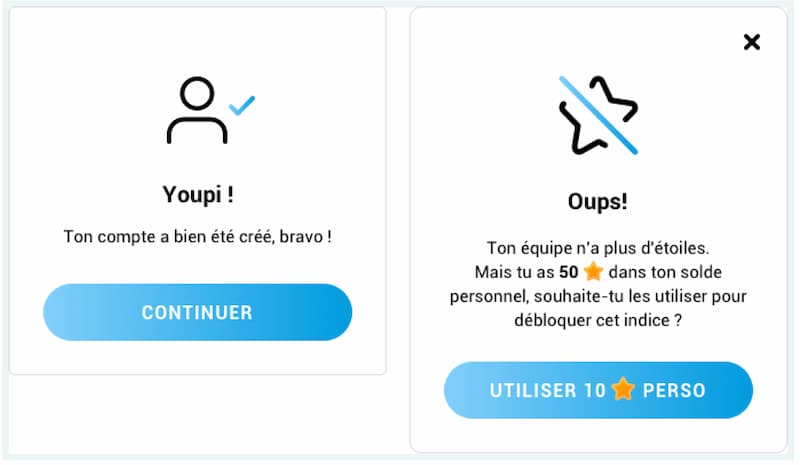 Youpi !
Ton compte a bien été créé, bravo !
CONTINUER
Oups!
Ton équipe n'a plus d'étoiles.
Mais tu as 50 ⭐ dans ton solde
personnel, souhaite-tu les utiliser pour
débloquer cet indice ?
UTILISER 10 ⭐ PERSO